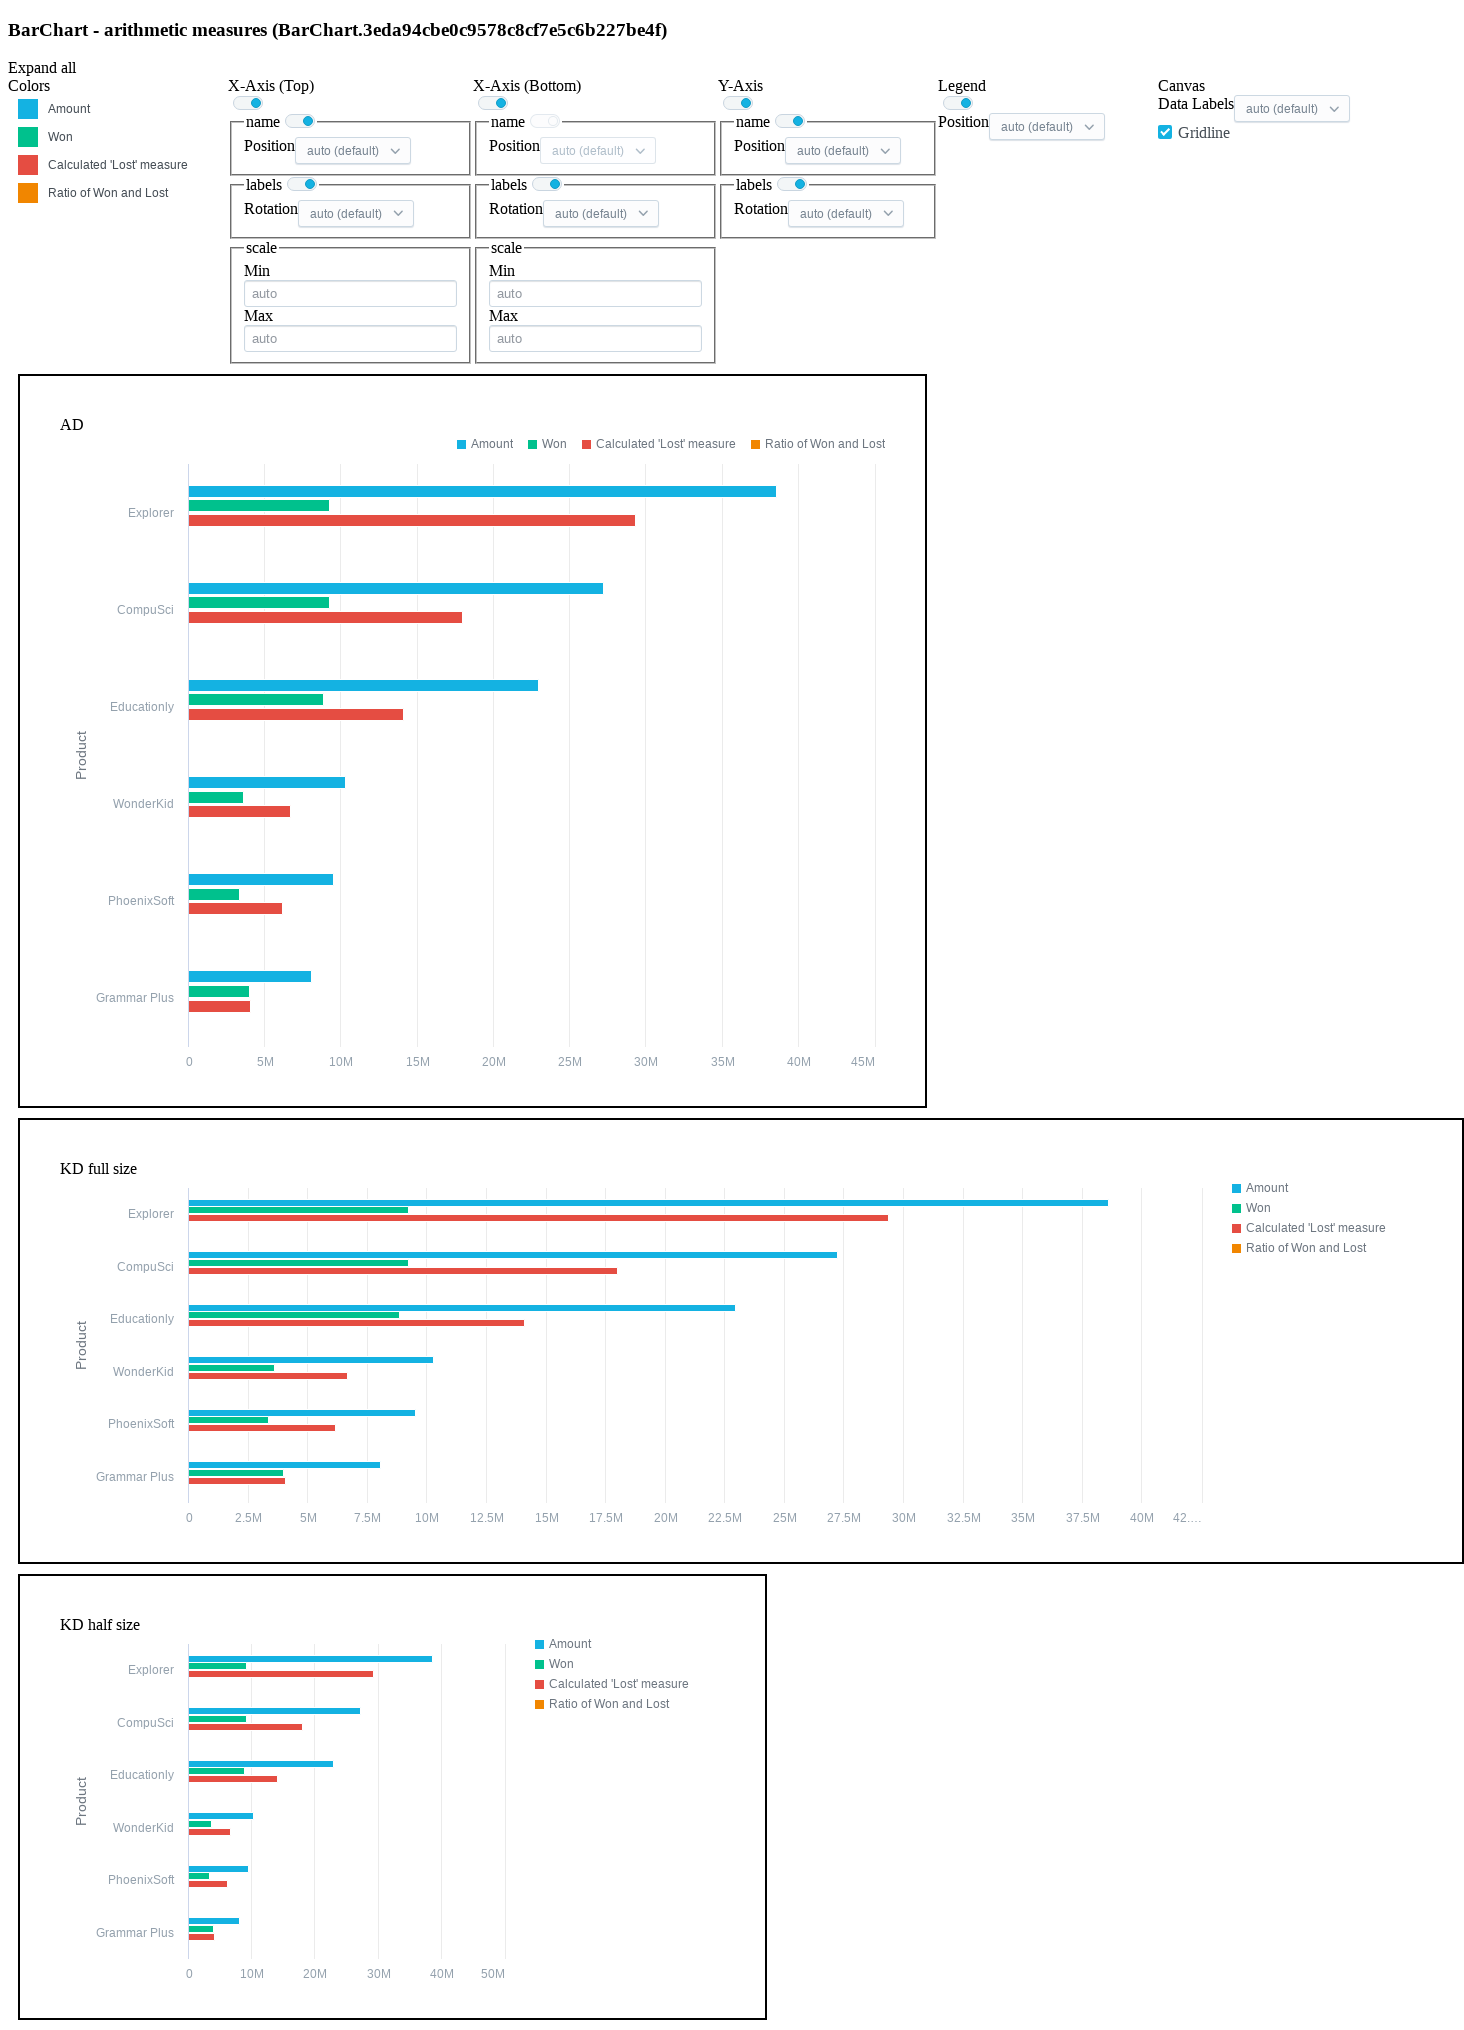 BarChart - arithmetic measures (BarChart.3eda94cbe0c9578c8cf7e5c6b227be4f)
Expand all
Colors
Amount
Won
Calculated 'Lost' measure
Ratio of Won and Lost
X-Axis (Top)
name
Position auto (default)
labels
Rotation auto (default)
scale
Min
auto
Max
auto
X-Axis (Bottom)
name
Position auto (default)
labels
Rotation auto (default)
scale
Min
auto
Max
auto
Y-Axis
name
Position auto (default)
labels
Rotation auto (default)
Legend
Position auto (default)
Canvas
Data Labels auto (default)
Gridline
AD
Amount Won Calculated 'Lost' measure Ratio of Won and Lost
Product
Explorer
CompuSci
Educationly
WonderKid
PhoenixSoft
Grammar Plus
0 5M 10M 15M 20M 25M 30M 35M 40M 45M
KD full size
Amount
Won
Calculated 'Lost' measure
Ratio of Won and Lost
Product
Explorer
CompuSci
Educationly
WonderKid
PhoenixSoft
Grammar Plus
0 2.5M 5M 7.5M 10M 12.5M 15M 17.5M 20M 22.5M 25M 27.5M 30M 32.5M 35M 37.5M 40M 42.…
KD half size
Amount
Won
Calculated 'Lost' measure
Ratio of Won and Lost
Product
Explorer
CompuSci
Educationly
WonderKid
PhoenixSoft
Grammar Plus
0 10M 20M 30M 40M 50M